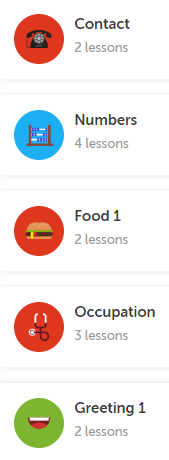 Contact
2 lessons
Numbers
4 lessons
Food 1
2 lessons
Occupation
3 lessons
Greeting 1
2 lessons